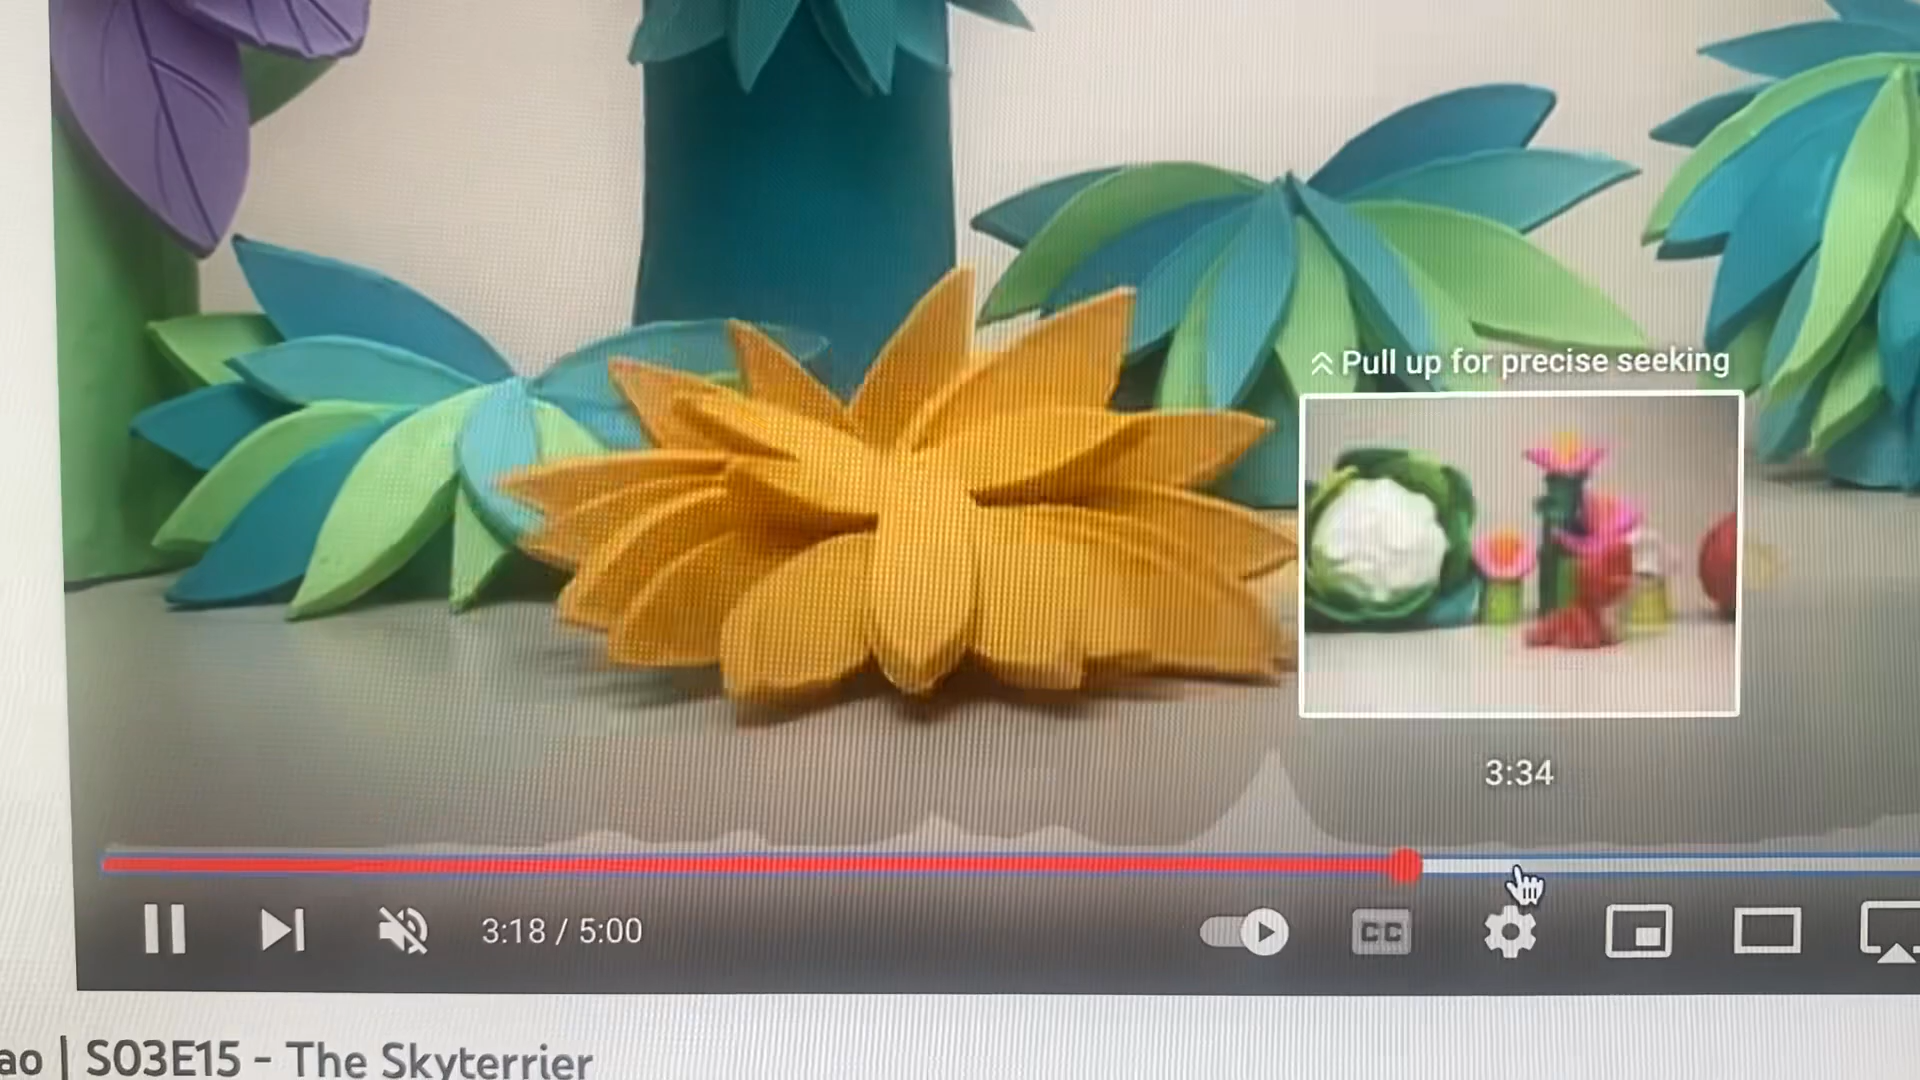 Pull up for precise seeking
3:34
3:18 / 5:00
CC
ao | S03E15 - The Skyterrier